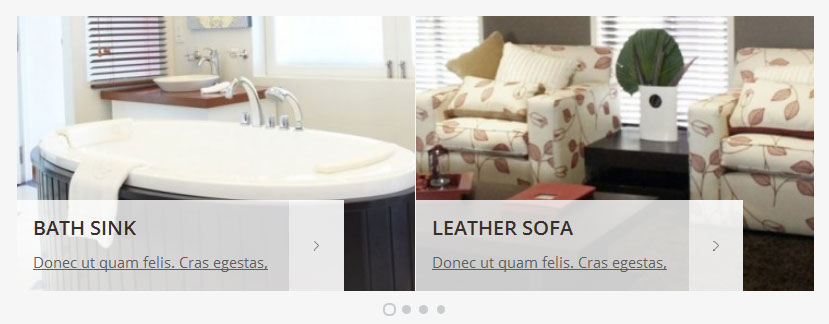 BATH SINK
Donec ut quam felis. Cras egestas,
LEATHER SOFA
Donec ut quam felis. Cras egestas,